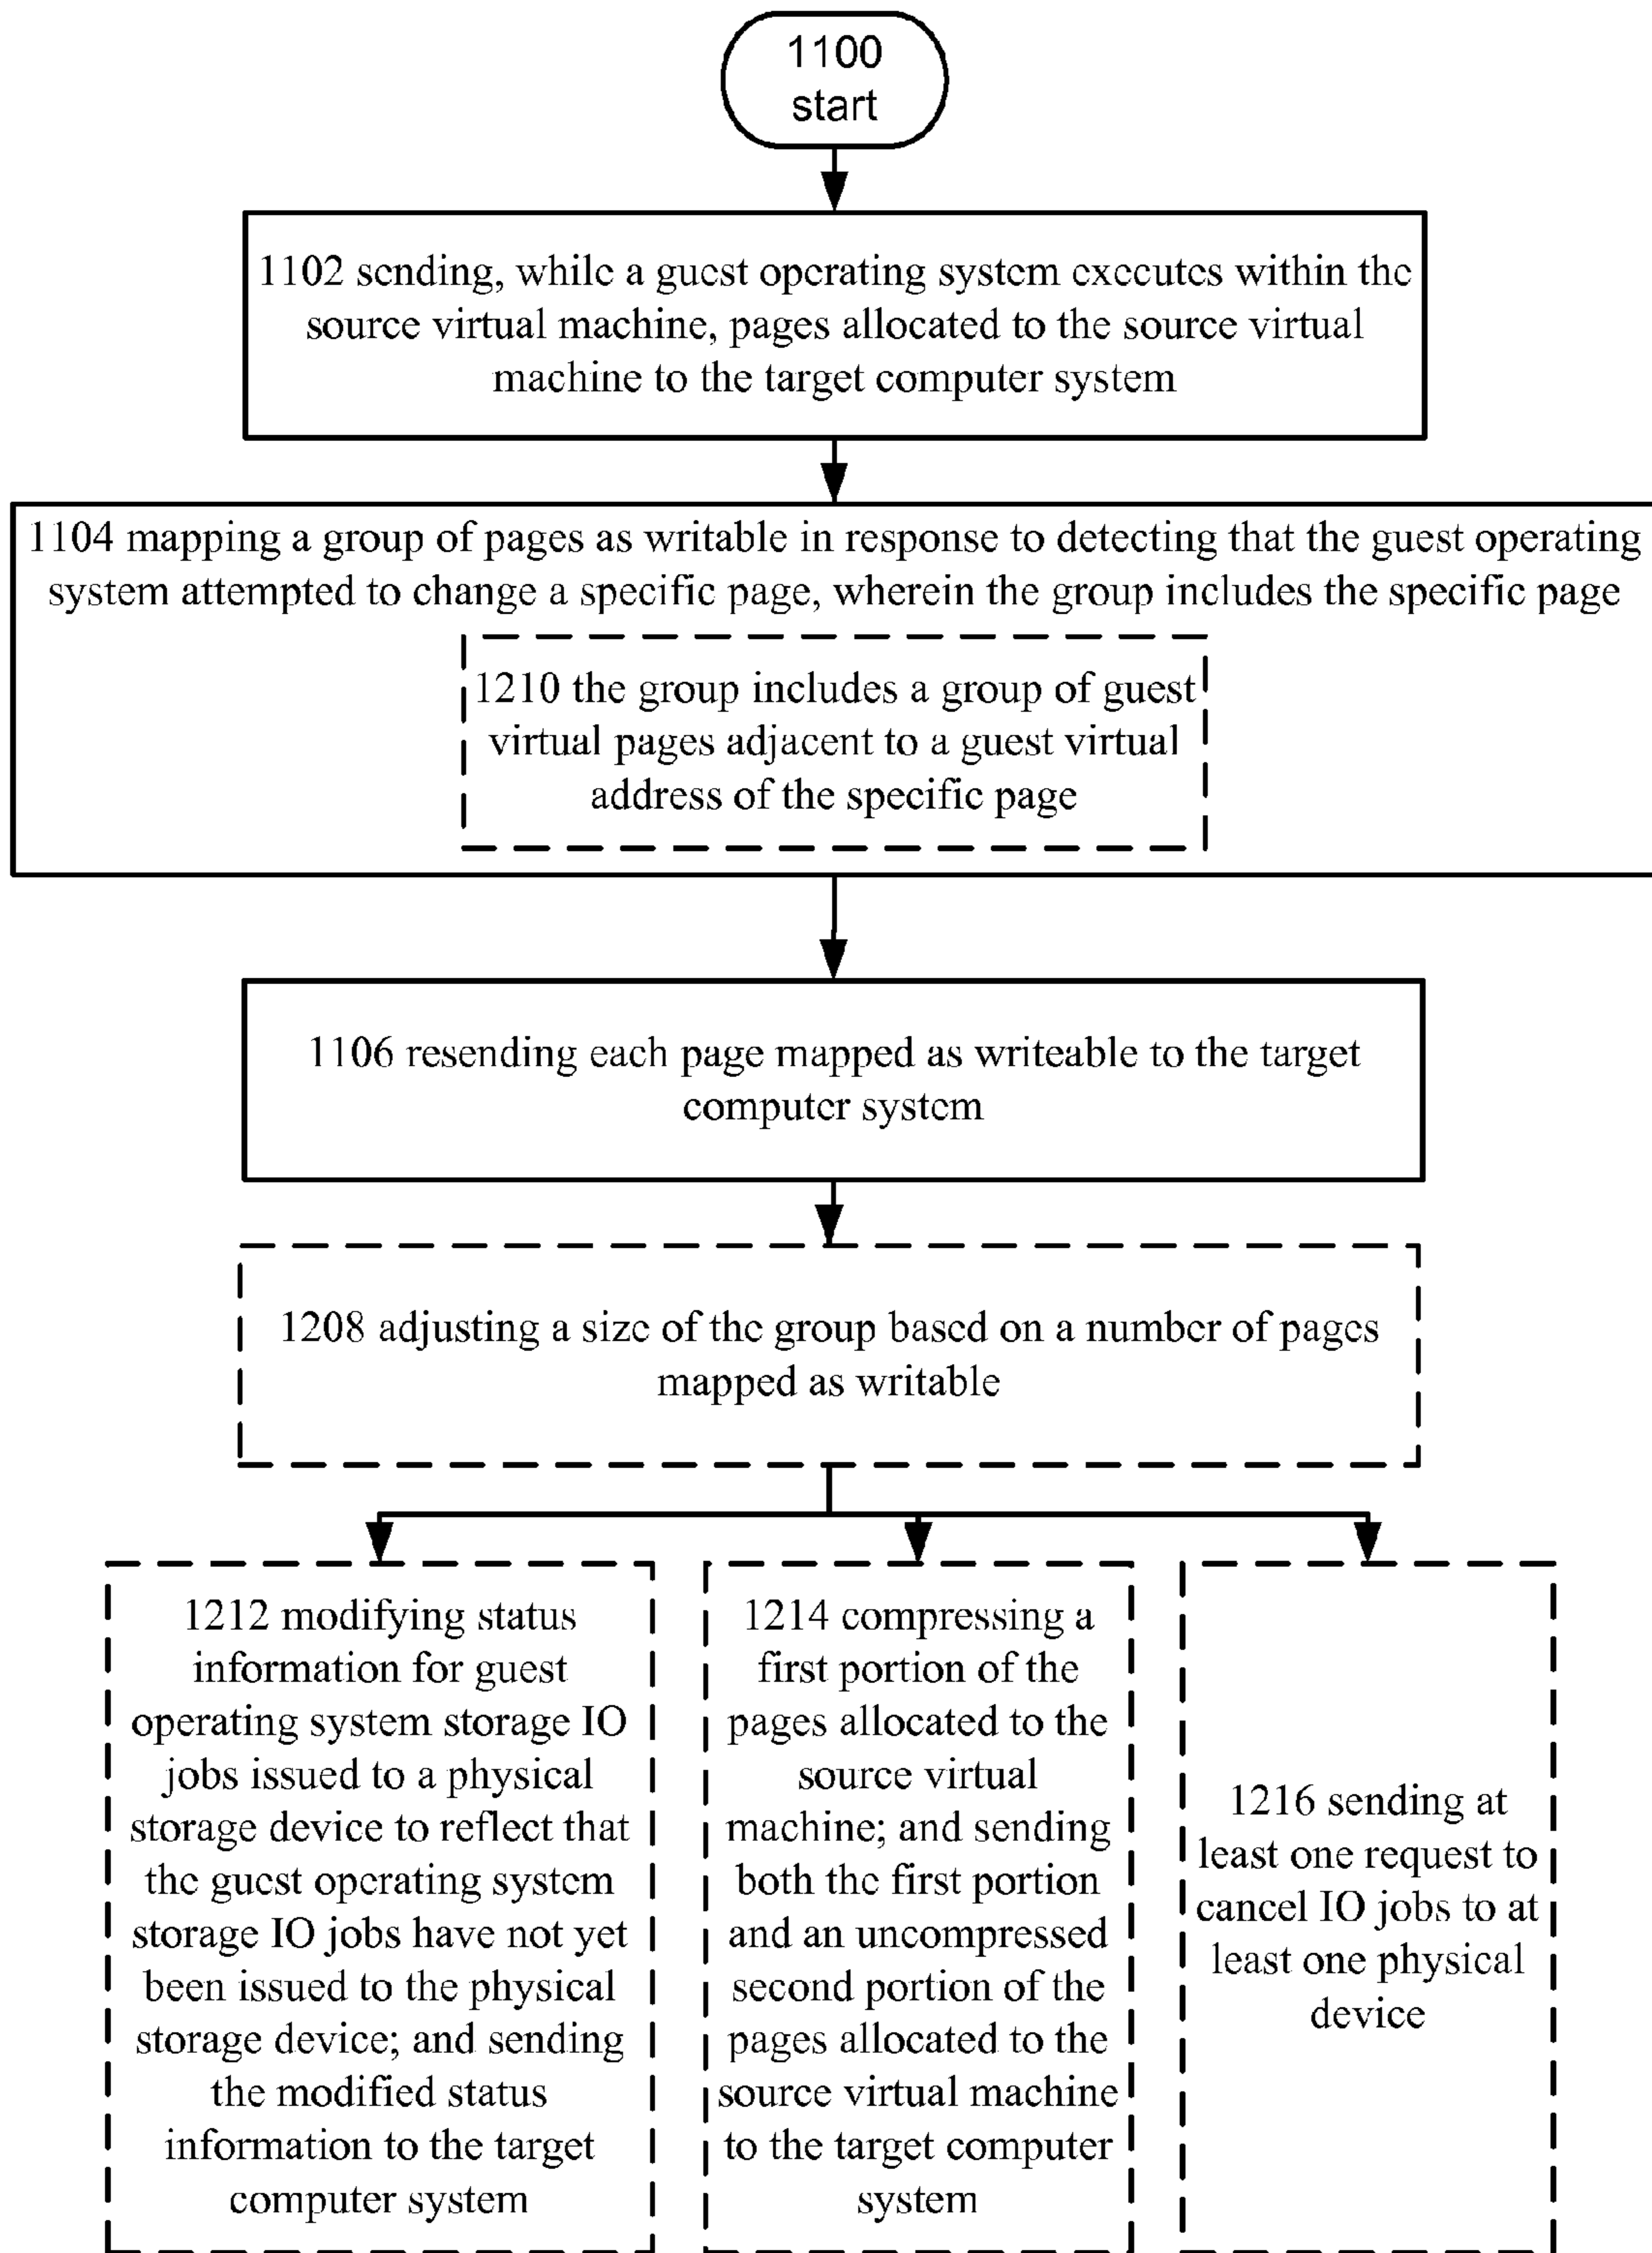 1100
start
1102 sending, while a guest operating system executes within the
source virtual machine, pages allocated to the source virtual
machine to the target computer system
1104 mapping a group of pages as writable in response to detecting that the guest operating
system attempted to change a specific page, wherein the group includes the specific page
1210 the group includes a group of guest
virtual pages adjacent to a guest virtual
address of the specific page
1106 resending each page mapped as writeable to the target
computer system
1208 adjusting a size of the group based on a number of pages
mapped as writable
1212 modifying status
information for guest
operating system storage IO
jobs issued to a physical
storage device to reflect that
the guest operating system
storage IO jobs have not yet
been issued to the physical
storage device; and sending
the modified status
information to the target
computer system
1214 compressing a
first portion of the
pages allocated to the
source virtual
machine; and sending
both the first portion
and an uncompressed
second portion of the
pages allocated to the
source virtual machine
to the target computer
system
1216 sending at
least one request to
cancel IO jobs to at
least one physical
device